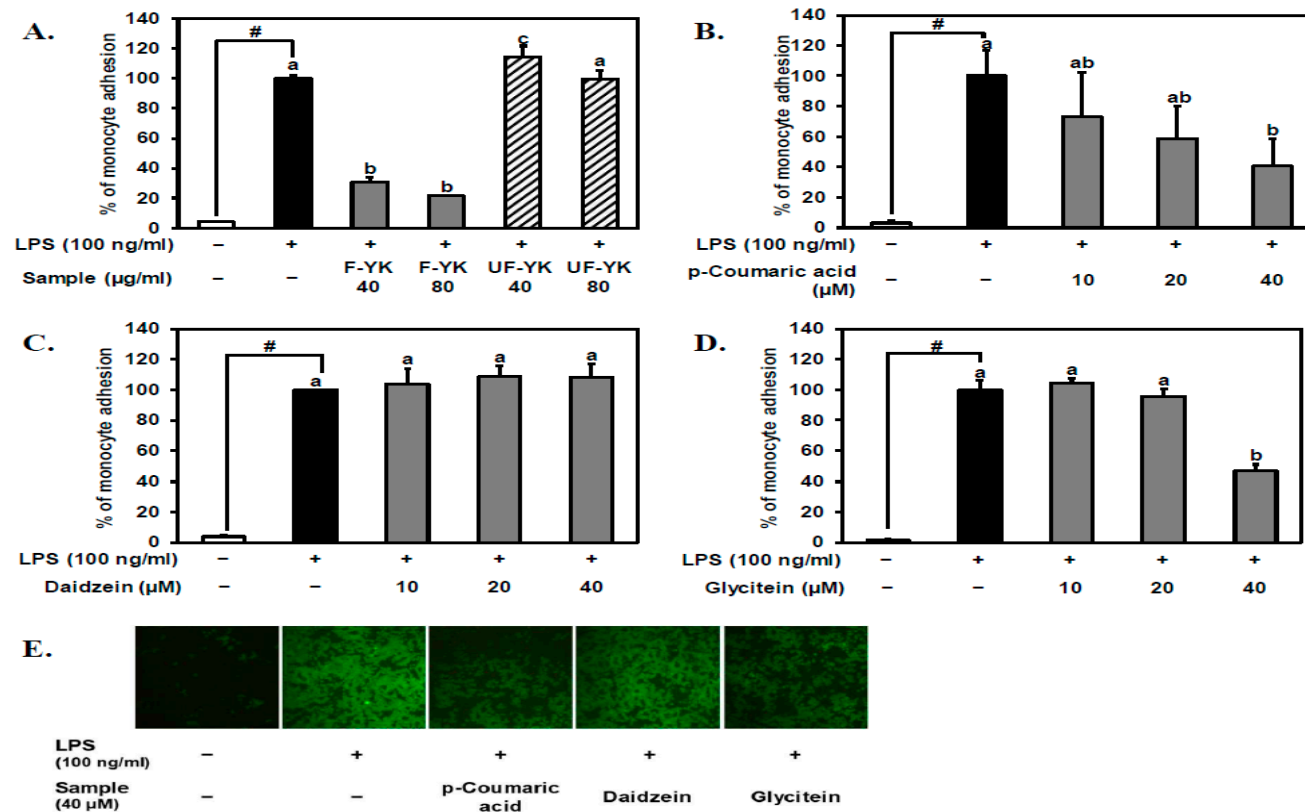 A.
% of monocyte adhesion
140
120
100
80
60
40
20
0
#
a
b
b
c
a
LPS (100 ng/ml) – + + + + +
Sample (µg/ml) – – F-YK 40 F-YK 80 UF-YK 40 UF-YK 80
B.
% of monocyte adhesion
140
120
100
80
60
40
20
0
#
a
ab
ab
b
LPS (100 ng/ml) – + + + +
p-Coumaric acid (µM) – – 10 20 40
C.
% of monocyte adhesion
140
120
100
80
60
40
20
0
#
a
a
a
a
LPS (100 ng/ml) – + + + +
Daidzein (µM) – – 10 20 40
D.
% of monocyte adhesion
140
120
100
80
60
40
20
0
#
a
a
a
b
LPS (100 ng/ml) – + + + +
Glycitein (µM) – – 10 20 40
E.
LPS (100 ng/ml) – + + + +
Sample (40 µM) – – p-Coumaric acid Daidzein Glycitein